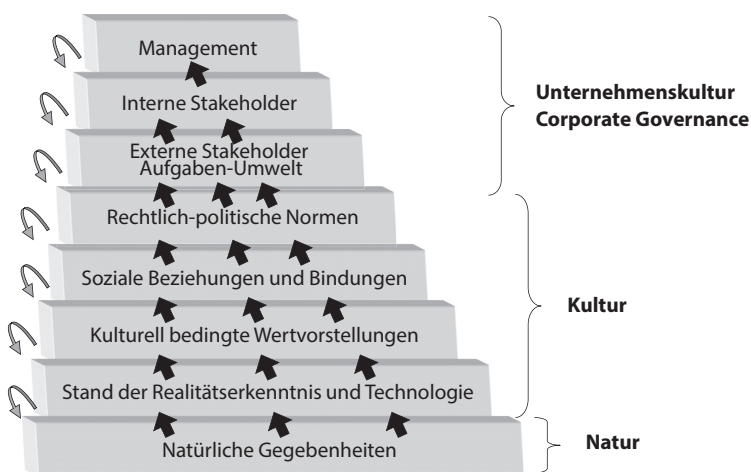 Management
Interne Stakeholder
Externe Stakeholder
Aufgaben-Umwelt
Rechtlich-politische Normen
Soziale Beziehungen und Bindungen
Kulturell bedingte Wertvorstellungen
Stand der Realitätserkenntnis und Technologie
Natürliche Gegebenheiten
Unternehmenskultur
Corporate Governance
Kultur
Natur